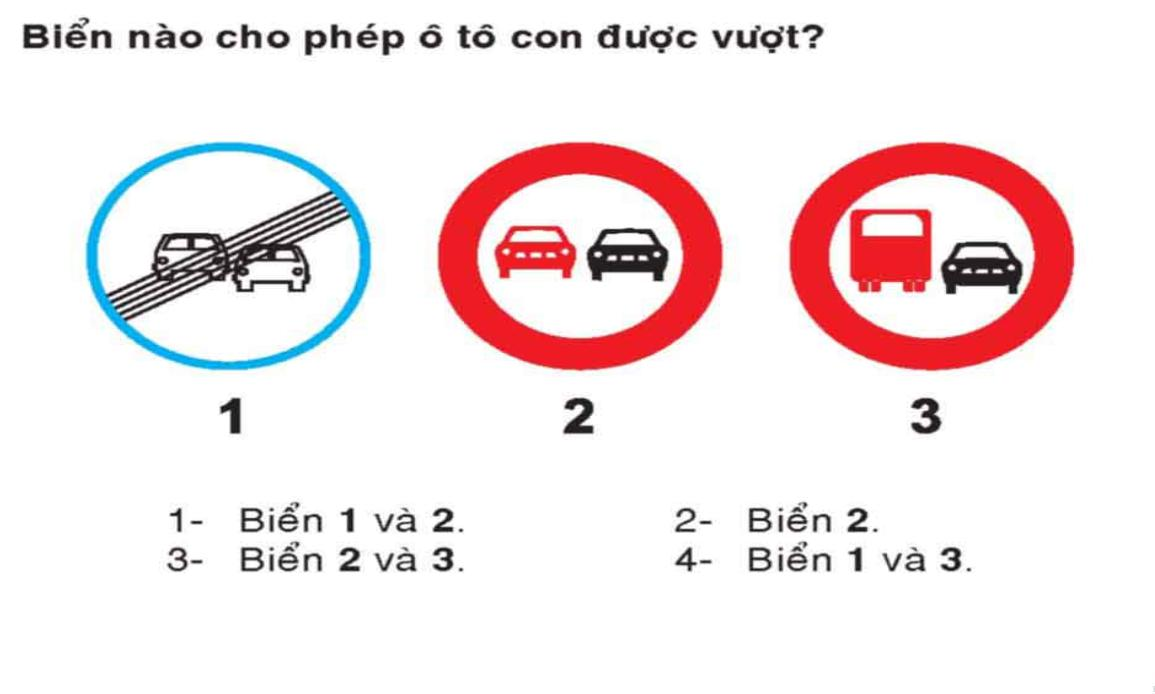 Biển nào cho phép ô tô con được vượt?
1 2 3
1- Biển 1 và 2. 2- Biển 2.
3- Biển 2 và 3. 4- Biển 1 và 3.